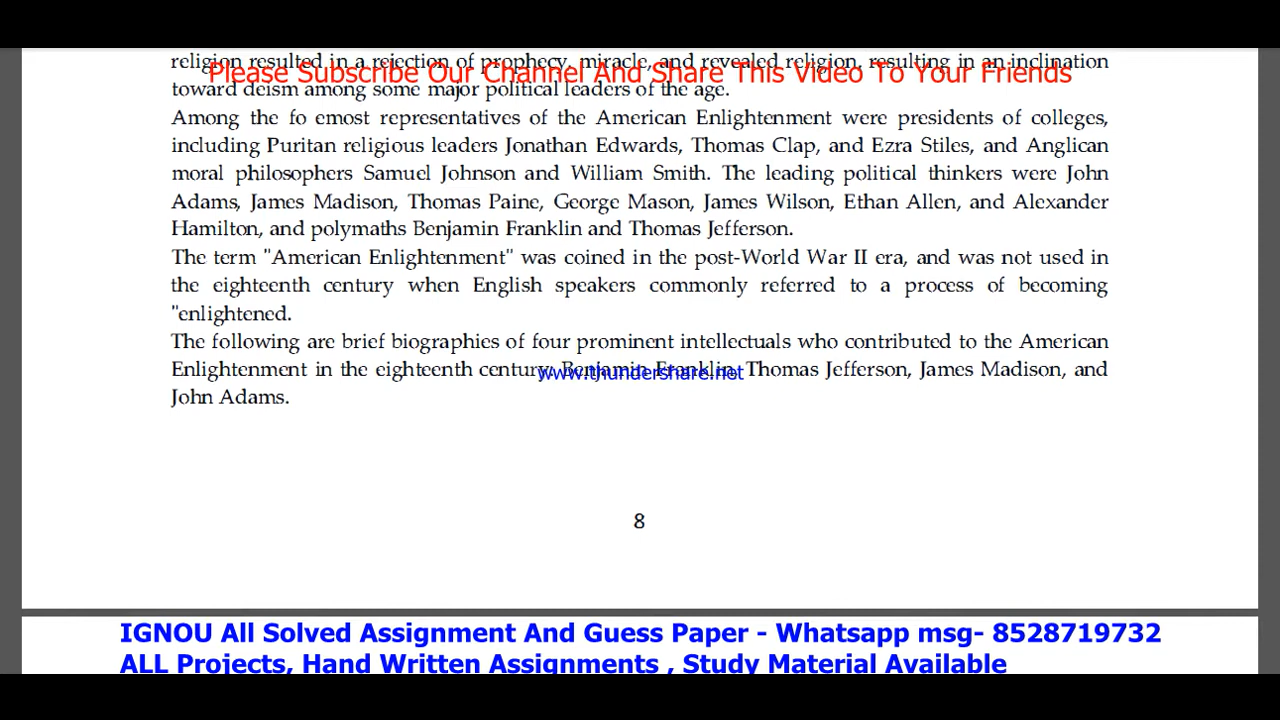 religion resulted in a rejection of prophecy, miracle, and revealed religion, resulting in an inclination
Please Subscribe Our Channel And Share This Video To Your Friends
toward deism among some major political leaders of the age.
Among the fo emost representatives of the American Enlightenment were presidents of colleges,
including Puritan religious leaders Jonathan Edwards, Thomas Clap, and Ezra Stiles, and Anglican
moral philosophers Samuel Johnson and William Smith. The leading political thinkers were John
Adams, James Madison, Thomas Paine, George Mason, James Wilson, Ethan Allen, and Alexander
Hamilton, and polymaths Benjamin Franklin and Thomas Jefferson.
The term "American Enlightenment" was coined in the post-World War II era, and was not used in
the eighteenth century when English speakers commonly referred to a process of becoming
"enlightened.
The following are brief biographies of four prominent intellectuals who contributed to the American
Enlightenment in the eighteenth century: Benjamin Franklin, Thomas Jefferson, James Madison, and
www.thundershare.net
John Adams.
8
IGNOU All Solved Assignment And Guess Paper - Whatsapp msg- 8528719732
ALL Projects, Hand Written Assignments , Study Material Available